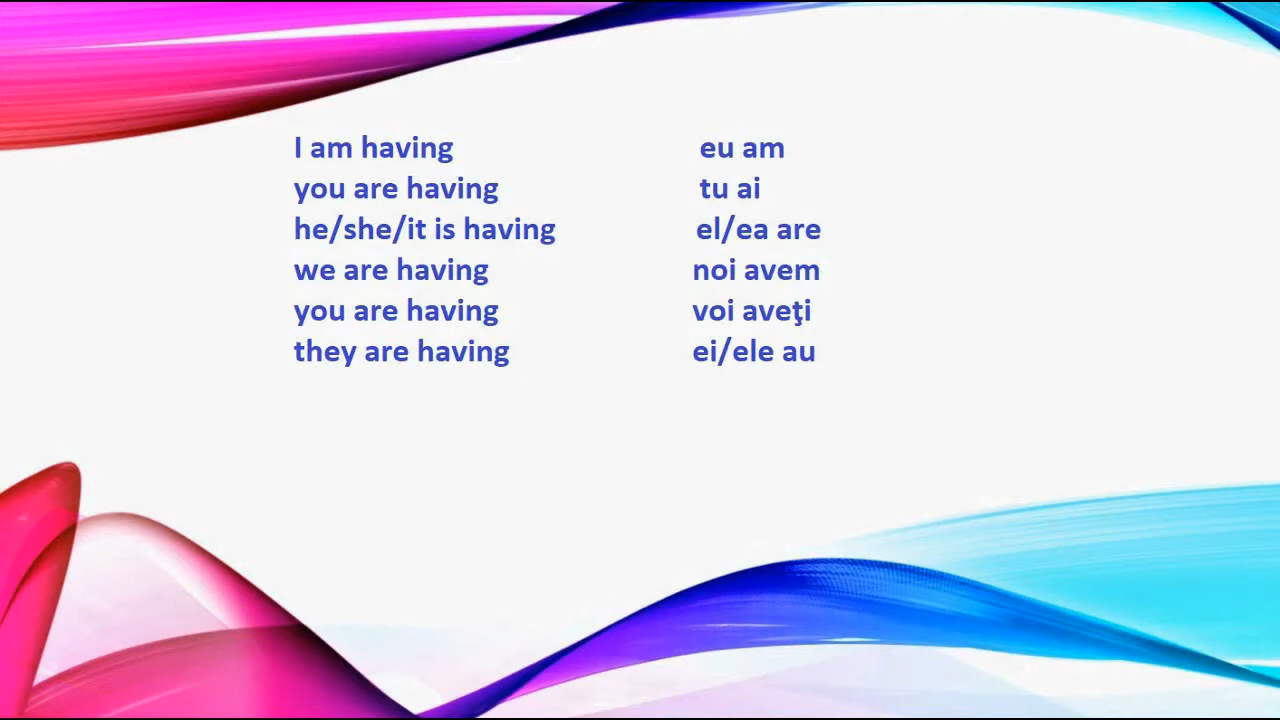 I am having eu am
you are having tu ai
he/she/it is having el/ea are
we are having noi avem
you are having voi aveţi
they are having ei/ele au